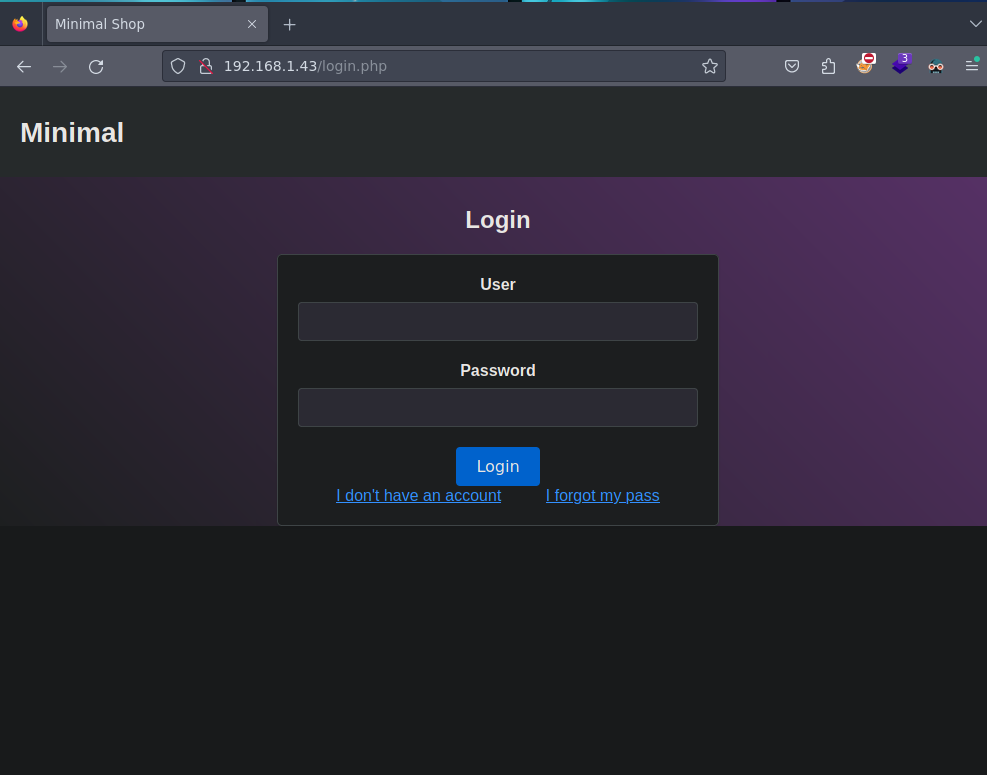 Minimal Shop
192.168.1.43/login.php
3
Minimal
Login
User
Password
Login
I don't have an account I forgot my pass